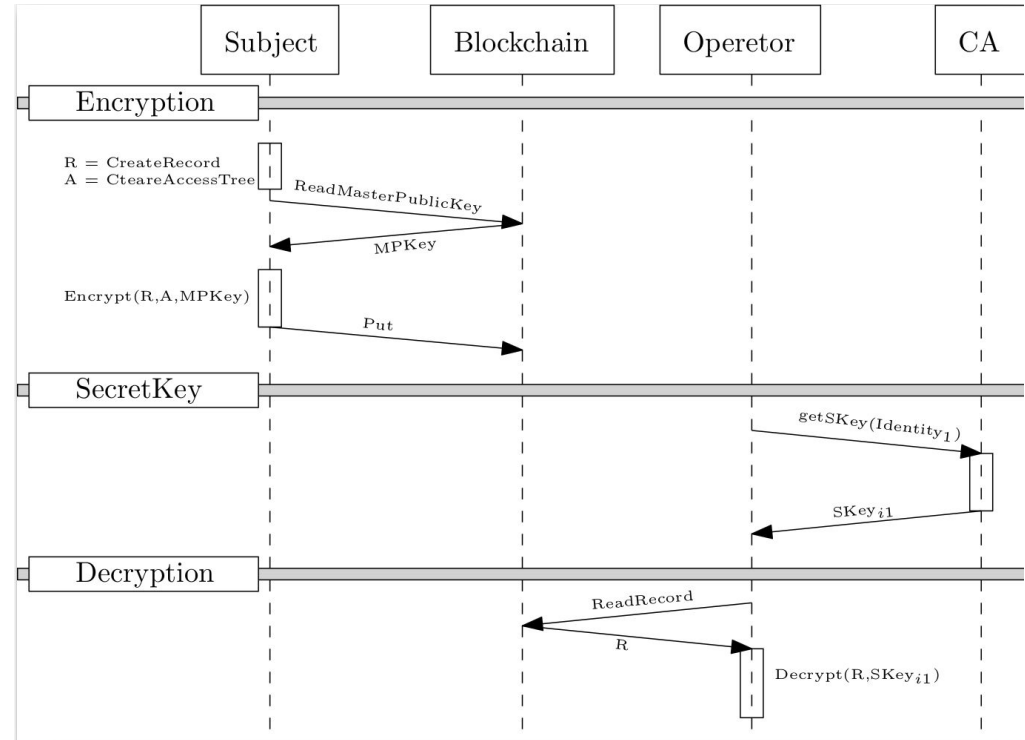 Subject
Blockchain
Operetor
CA
Encryption
R = CreateRecord
A = CteareAccessTree
ReadMasterPublicKey
MPKey
Encrypt(R,A,MPKey)
Put
SecretKey
getSKey(Identity1)
SKeyi1
Decryption
ReadRecord
R
Decrypt(R,SKeyi1)